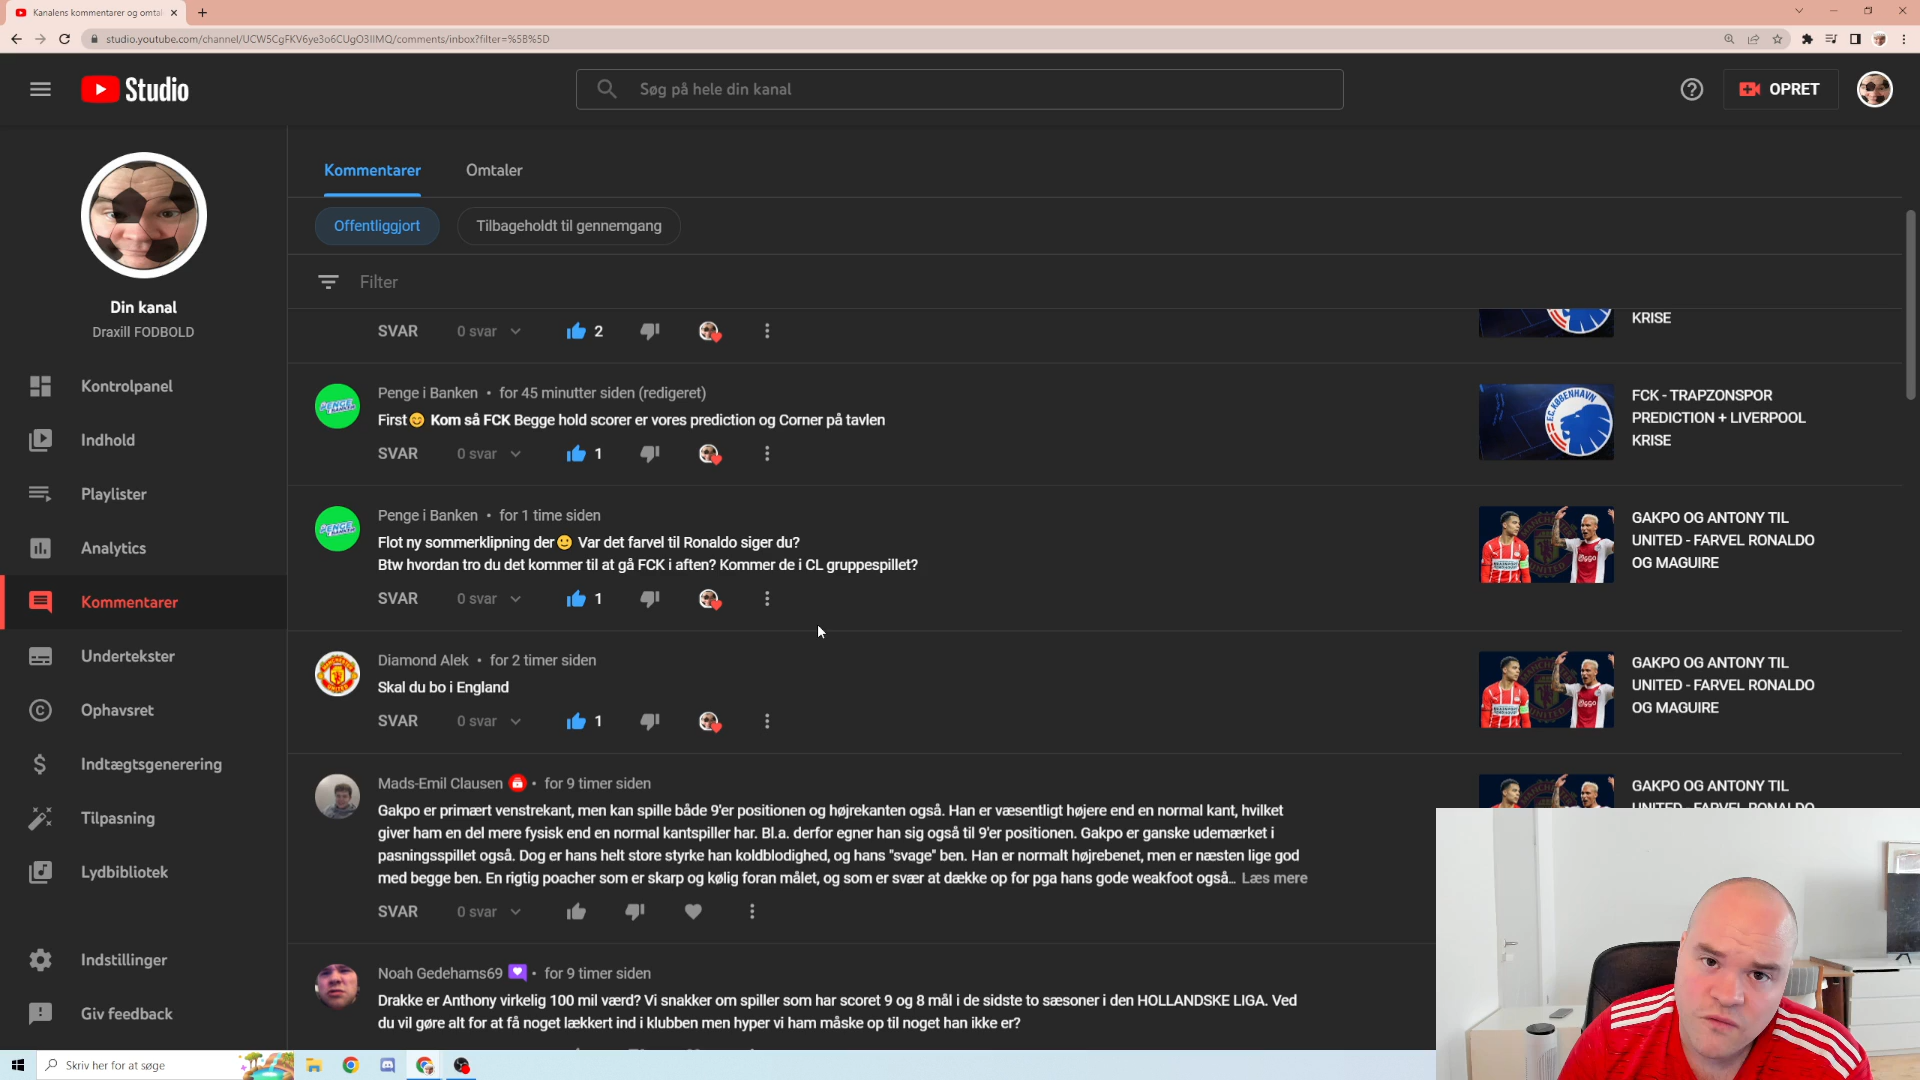 Kanalens kommentarer og omta
studio.youtube.com/channel/UCW5CgFKV6ye3o6CUgO3IIMQ/comments/inbox?filter=%5B%5D
Studio
Søg på hele din kanal
OPRET
Din kanal
Draxill FODBOLD
Kontrolpanel
Indhold
Playlister
Analytics
Kommentarer
Undertekster
Ophavsret
Indtægtsgenerering
Tilpasning
Lydbibliotek
Indstillinger
Giv feedback
Kommentarer
Omtaler
Offentliggjort
Tilbageholdt til gennemgang
Filter
SVAR 0 svar 2
KRISE
Penge i Banken • for 45 minutter siden (redigeret)
First😊 Kom så FCK Begge hold scorer er vores prediction og Corner på tavlen
SVAR 0 svar 1
F.C. KØBENHAVN
FCK - TRAPZONSPOR
PREDICTION + LIVERPOOL
KRISE
Penge i Banken • for 1 time siden
Flot ny sommerklipning der🙂 Var det farvel til Ronaldo siger du?
Btw hvordan tro du det kommer til at gå FCK i aften? Kommer de i CL gruppespillet?
SVAR 0 svar 1
GAKPO OG ANTONY TIL
UNITED - FARVEL RONALDO
OG MAGUIRE
Diamond Alek • for 2 timer siden
Skal du bo i England
SVAR 0 svar 1
GAKPO OG ANTONY TIL
UNITED - FARVEL RONALDO
OG MAGUIRE
Mads-Emil Clausen • for 9 timer siden
Gakpo er primært venstrekant, men kan spille både 9'er positionen og højrekanten også. Han er væsentligt højere end en normal kant, hvilket
giver ham en del mere fysisk end en normal kantspiller har. Bl.a. derfor egner han sig også til 9'er positionen. Gakpo er ganske udemærket i
pasningsspillet også. Dog er hans helt store styrke han koldblodighed, og hans "svage" ben. Han er normalt højrebenet, men er næsten lige god
med begge ben. En rigtig poacher som er skarp og kølig foran målet, og som er svær at dække op for pga hans gode weakfoot også… Læs mere
SVAR 0 svar
GAKPO OG ANTONY TIL
UNITED - FARVEL RONALDO
Noah Gedehams69 • for 9 timer siden
Drakke er Anthony virkelig 100 mil værd? Vi snakker om spiller som har scoret 9 og 8 mål i de sidste to sæsoner i den HOLLANDSKE LIGA. Ved
du vil gøre alt for at få noget lækkert ind i klubben men hyper vi ham måske op til noget han ikke er?
Skriv her for at søge